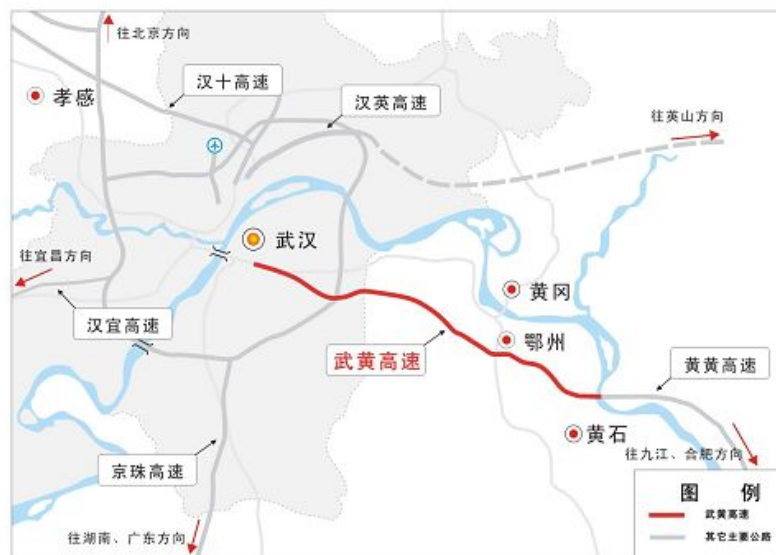 往北京方向
汉十高速
孝感
汉英高速
往英山方向
武汉
往宜昌方向
黄冈
汉宜高速
鄂州
武黄高速
黄黄高速
黄石
京珠高速
往九江、合肥方向
图 例
武黄高速
往湖南、广东方向
其它主要公路